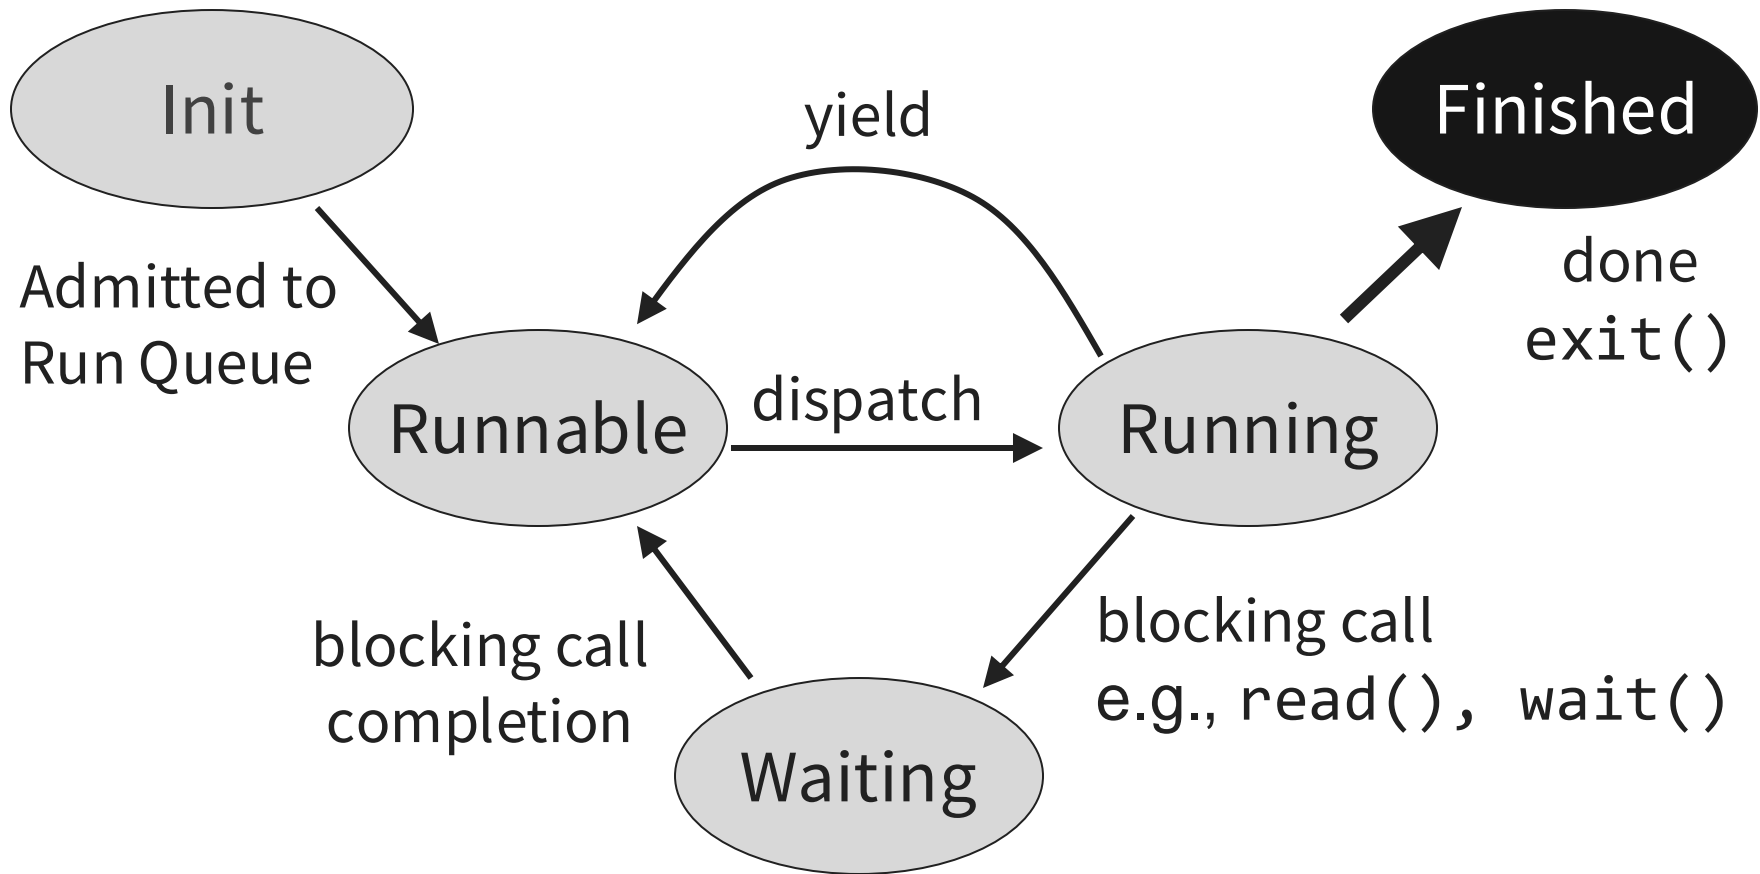 Init
Finished
yield
Admitted to
Run Queue
done
exit()
Runnable
dispatch
Running
blocking call
completion
blocking call
e.g., read(), wait()
Waiting